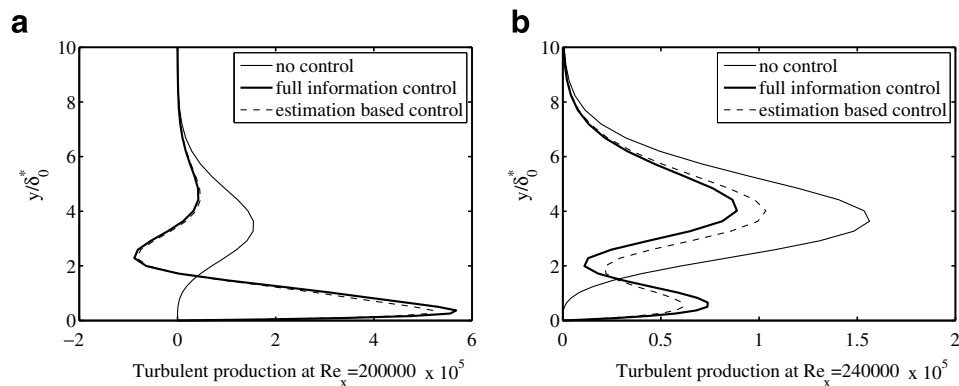 a
10
8
6
4
2
0
y/δ*0
no control
full information control
estimation based control
−2
0
2
4
6
Turbulent production at Rex=200000 x 10^5
b
10
8
6
4
2
0
y/δ*0
no control
full information control
estimation based control
0
0.5
1
1.5
2
Turbulent production at Rex=240000 x 10^5